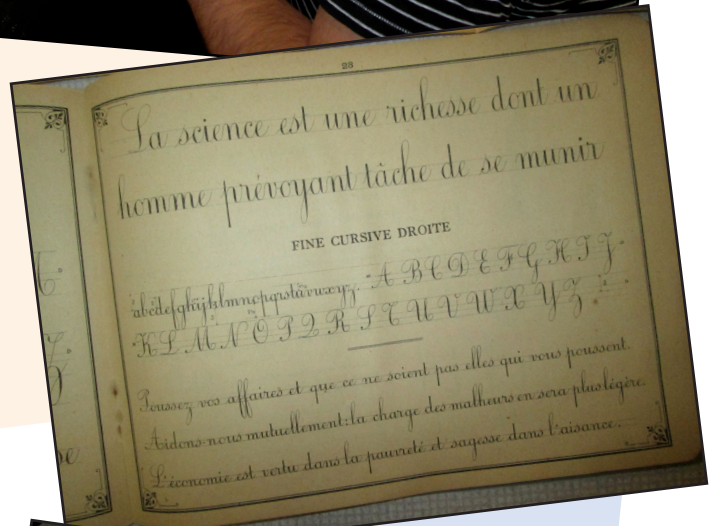 23
La science est une richesse dont un
homme prévoyant tâche de se munir
FINE CURSIVE DROITE
abcdefghijklmnopqrstuvwxyz. A B C D E F G H I J.
K L M N O P Q R S T U V W X Y Z
Poussez vos affaires et que ce ne soient pas elles qui vous poussent.
Aidons-nous mutuellement: la charge des malheurs en sera plus légère.
L'économie est vertu dans la pauvreté et sagesse dans l'aisance.